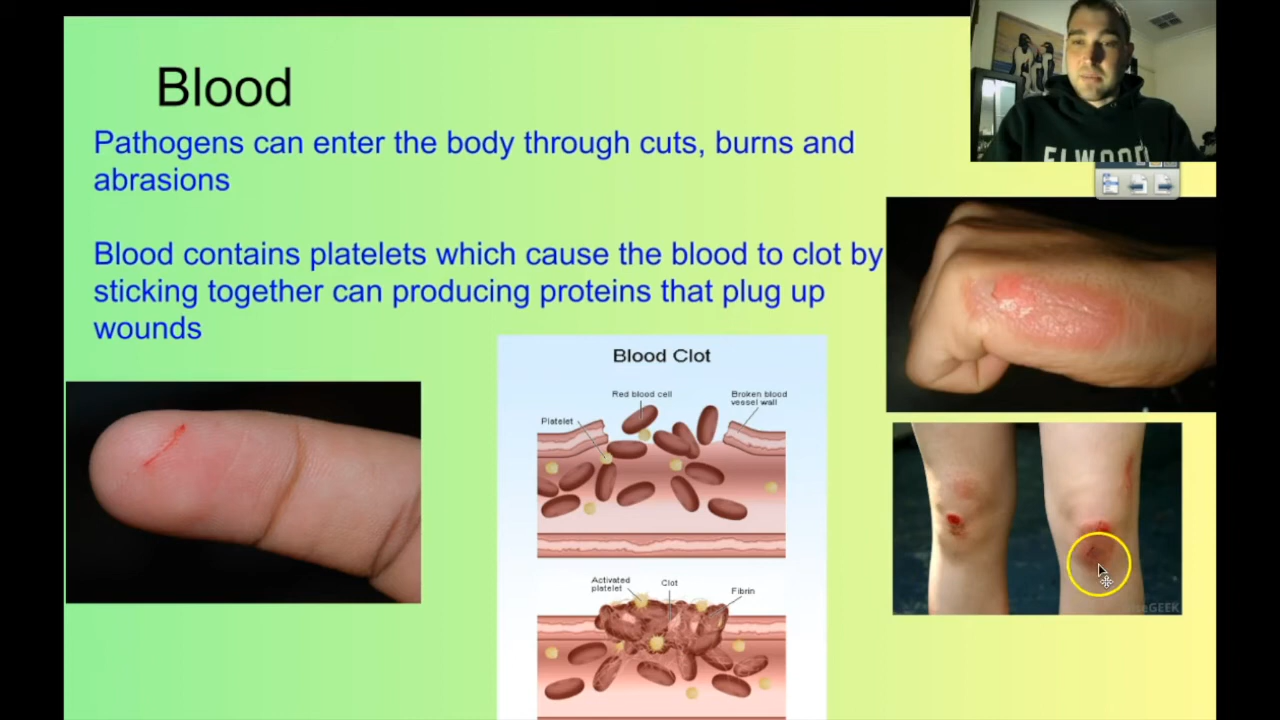 Blood
Pathogens can enter the body through cuts, burns and
abrasions
Blood contains platelets which cause the blood to clot by
sticking together can producing proteins that plug up
wounds
ELWOOD
Blood Clot
Red blood cell
Broken blood
vessel wall
Platelet
Activated
platelet
Clot
Fibrin